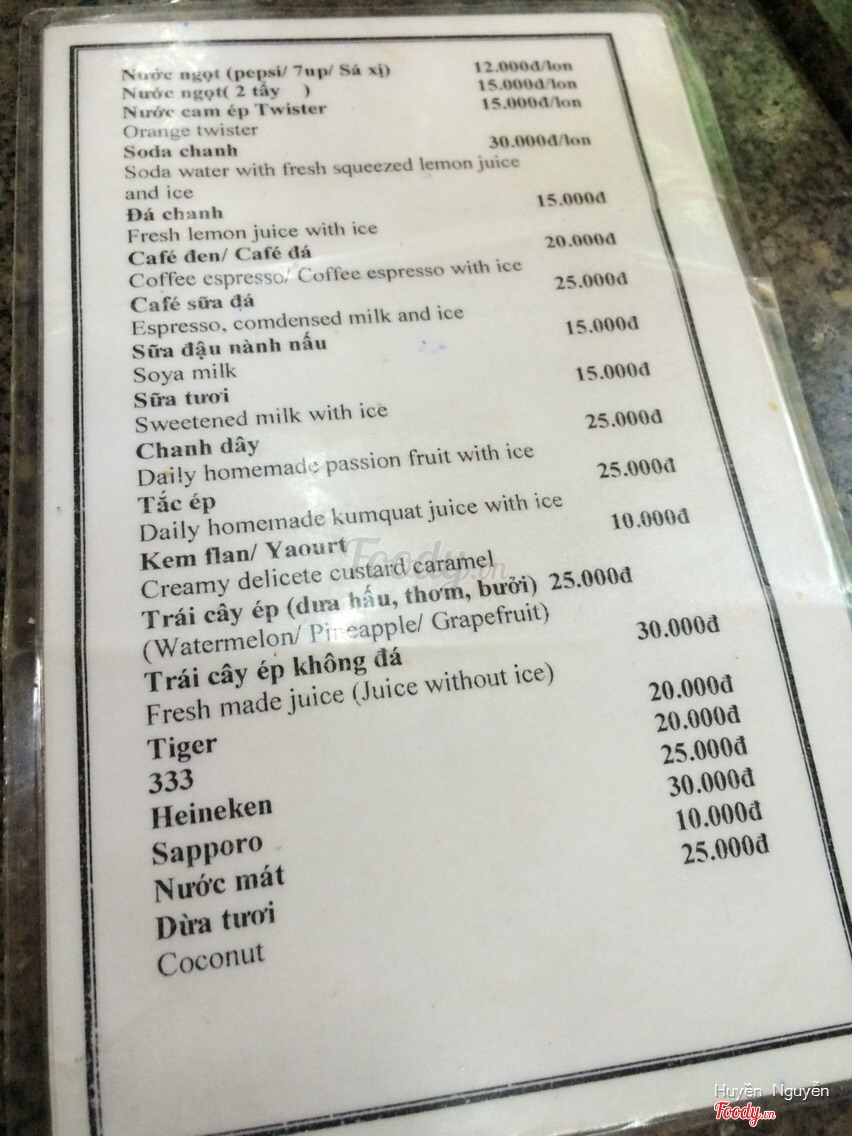 Nước ngọt (pepsi/ 7up/ Sá xị) 12.000đ/lon
Nước ngọt( 2 tây ) 15.000đ/lon
Nước cam ép Twister 15.000đ/lon
Orange twister
Soda chanh 30.000đ/lon
Soda water with fresh squeezed lemon juice
and ice
Đá chanh 15.000đ
Fresh lemon juice with ice
Café đen/ Café đá 20.000đ
Coffee espresso/ Coffee espresso with ice
Café sữa đá 25.000đ
Espresso, comdensed milk and ice
Sữa đậu nành nấu 15.000đ
Soya milk
Sữa tươi 15.000đ
Sweetened milk with ice
Chanh dây 25.000đ
Daily homemade passion fruit with ice
Tắc ép 25.000đ
Daily homemade kumquat juice with ice
Kem flan/ Yaourt 10.000đ
Creamy delicete custard caramel
Trái cây ép (dưa hấu, thơm, bưởi) 25.000đ
(Watermelon/ Pineapple/ Grapefruit)
Trái cây ép không đá 30.000đ
Fresh made juice (Juice without ice)
Tiger 20.000đ
333 20.000đ
Heineken 25.000đ
Sapporo 30.000đ
Nước mát 10.000đ
Dừa tươi 25.000đ
Coconut
Foody.vn
Huyền Nguyễn
Foody.vn